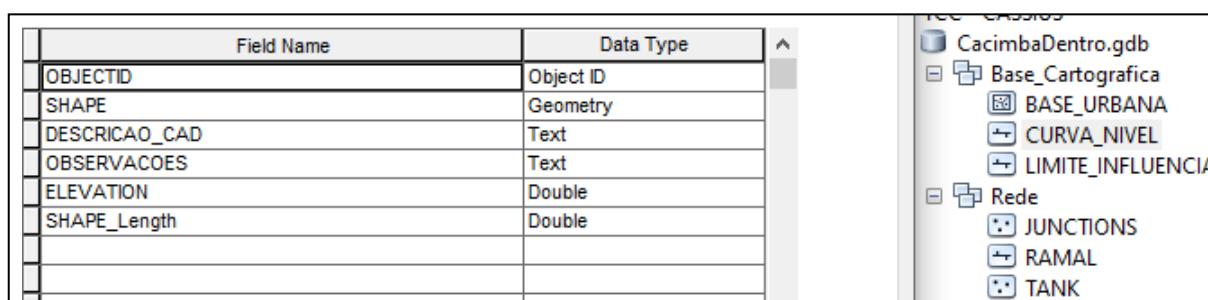 Field Name Data Type
OBJECTID Object ID
SHAPE Geometry
DESCRICAO_CAD Text
OBSERVACOES Text
ELEVATION Double
SHAPE_Length Double
CacimbaDentro.gdb
Base_Cartografica
BASE_URBANA
CURVA_NIVEL
LIMITE_INFLUENCIA
Rede
JUNCTIONS
RAMAL
TANK